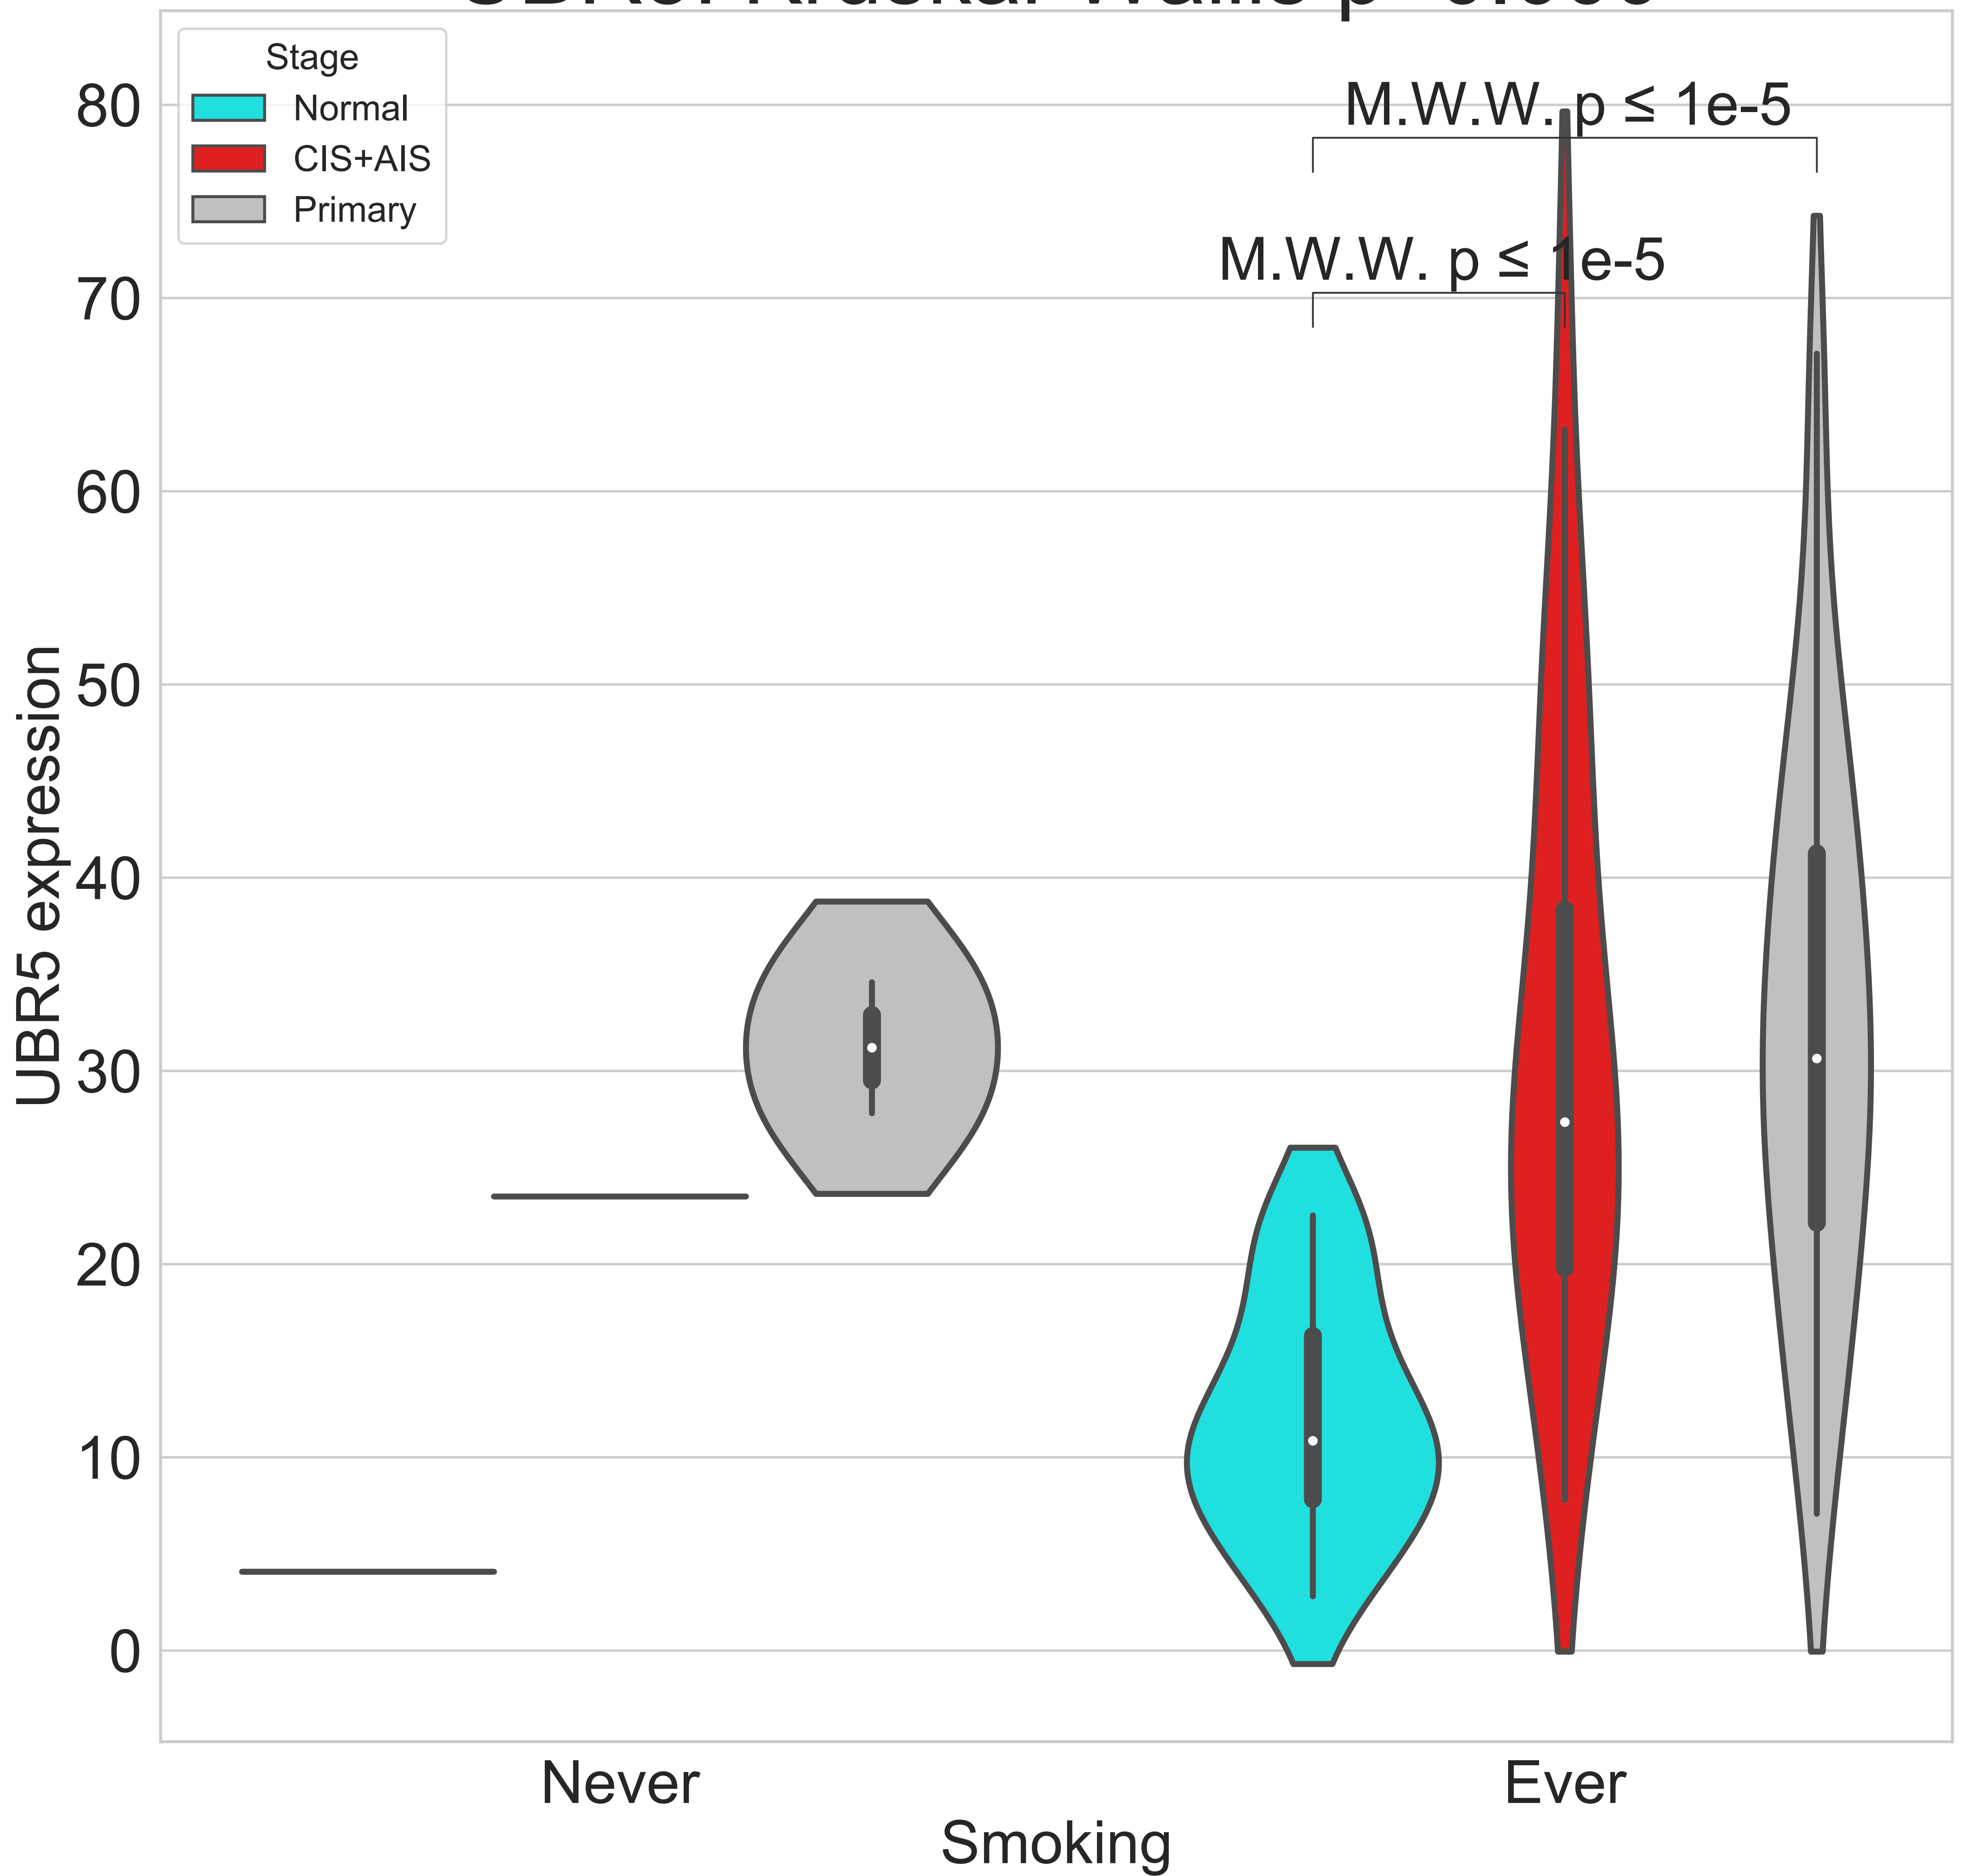 Stage
Normal
CIS+AIS
Primary
M.W.W. p ≤ 1e-5
M.W.W. p ≤ 1e-5
80
70
60
50
40
30
20
10
0
UBR5 expression
Never
Ever
Smoking